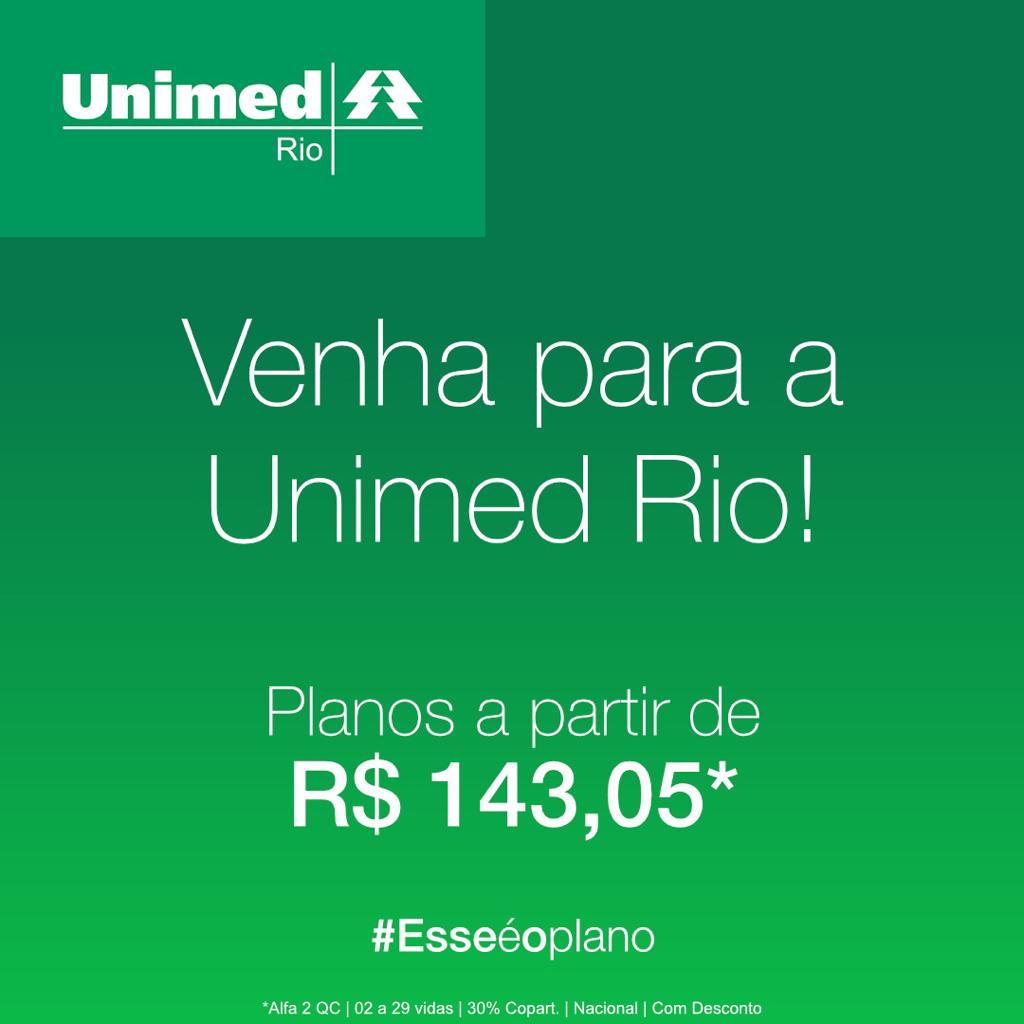 Unimed
Rio
Venha para a
Unimed Rio!
Planos a partir de
R$ 143,05*
#Esseéoplano
*Alfa 2 QC | 02 a 29 vidas | 30% Copart. | Nacional | Com Desconto